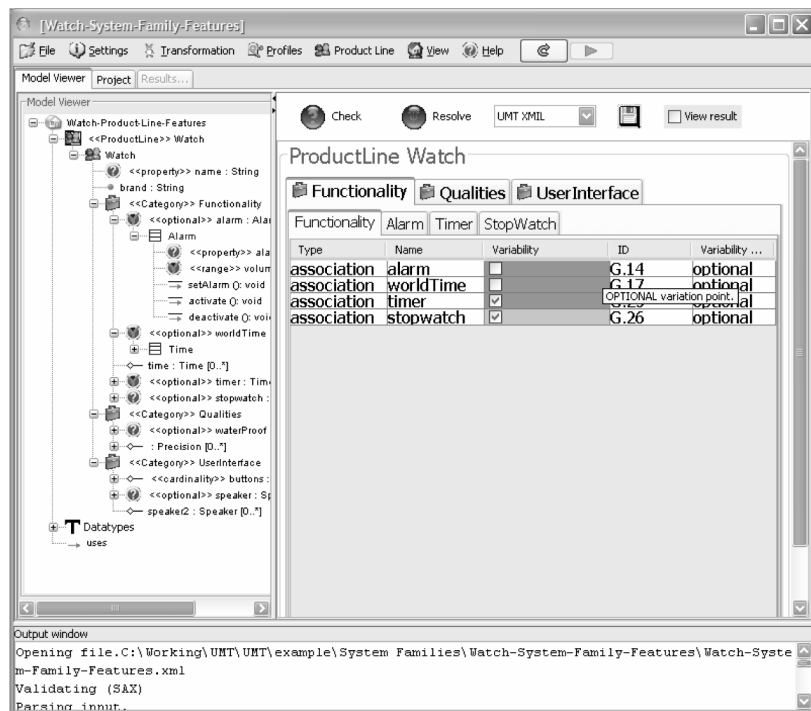 [Watch-System-Family-Features]
File Settings Transformation Profiles Product Line View Help
Model Viewer Project Results...
Model Viewer
Watch-Product-Line-Features
<<ProductLine>> Watch
Watch
<<property>> name : String
brand : String
<<Category>> Functionality
<<optional>> alarm : Alar
Alarm
<<property>> ala
<<range>> volum
setAlarm (): void
activate (): void
deactivate (): voi
<<optional>> worldTime
Time
time : Time [0..*]
<<optional>> timer : Time
<<optional>> stopwatch :
<<Category>> Qualities
<<optional>> waterProof
: Precision [0..*]
<<Category>> UserInterface
<<cardinality>> buttons :
<<optional>> speaker : Sp
speaker2 : Speaker [0..*]
Datatypes
uses
Check Resolve UMT XMIL View result
ProductLine Watch
Functionality Qualities UserInterface
Functionality Alarm Timer StopWatch
Type Name Variability ID Variability ...
association alarm G.14 optional
association worldTime G.17 optional
OPTIONAL variation point.
association timer optional
association stopwatch G.26 optional
Output window
Opening file.C:\Working\UMT\UMT\example\System Families\Watch-System-Family-Features\Watch-Syste
m-Family-Features.xml
Validating (SAX)
Parsing input.